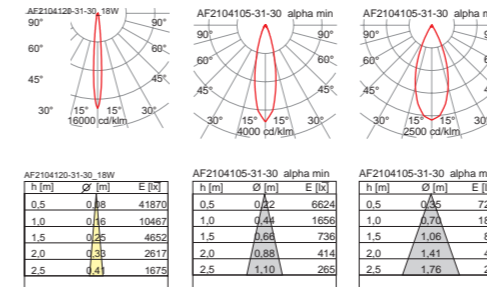 AF2104120-31-30_18W
90° 90°
60° 60°
45° 45°
30° 15° 15° 30°
16000 cd/klm
AF2104105-31-30 alpha min
90° 90°
60° 60°
45° 45°
30° 15° 15° 30°
4000 cd/klm
AF2104105-31-30 alpha
90°
60°
45°
30° 15° 15° 30°
2500 cd/klm
AF2104120-31-30_18W
h [m] Ø [m] E [lx]
0,5 0,08 41870
1,0 0,16 10467
1,5 0,25 4652
2,0 0,33 2617
2,5 0,41 1675
AF2104105-31-30 alpha min
h [m] Ø [m] E [lx]
0,5 0,22 6624
1,0 0,44 1656
1,5 0,66 736
2,0 0,88 414
2,5 1,10 265
AF2104105-31-30 alpha
h [m] Ø [m] E
0,5 0,35
1,0 0,70
1,5 1,06
2,0 1,41
2,5 1,76